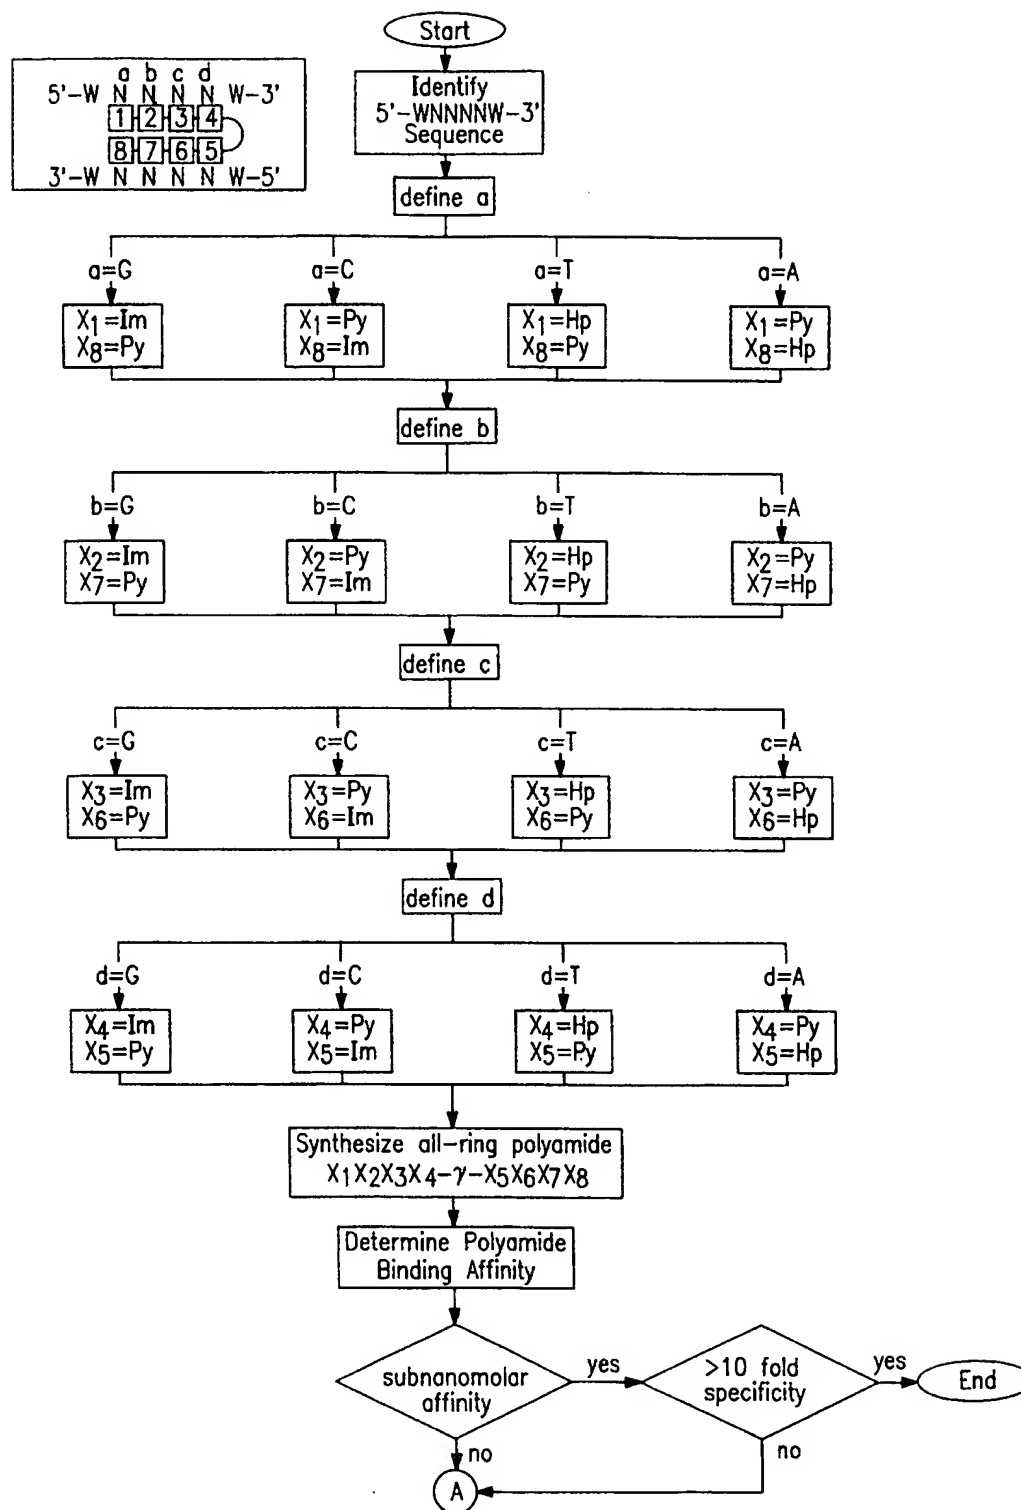 Start
a b c d
5'-W N N N N W-3'
1 2 3 4
8 7 6 5
3'-W N N N N W-5'
Identify
5'-WNNNNW-3'
Sequence
define a
a=G a=C a=T a=A
X1=Im X1=Py X1=Hp X1=Py
X8=Py X8=Im X8=Py X8=Hp
define b
b=G b=C b=T b=A
X2=Im X2=Py X2=Hp X2=Py
X7=Py X7=Im X7=Py X7=Hp
define c
c=G c=C c=T c=A
X3=Im X3=Py X3=Hp X3=Py
X6=Py X6=Im X6=Py X6=Hp
define d
d=G d=C d=T d=A
X4=Im X4=Py X4=Hp X4=Py
X5=Py X5=Im X5=Py X5=Hp
Synthesize all-ring polyamide
X1X2X3X4-γ-X5X6X7X8
Determine Polyamide
Binding Affinity
subnanomolar
affinity
yes
>10 fold
specificity
yes
End
no
no
A